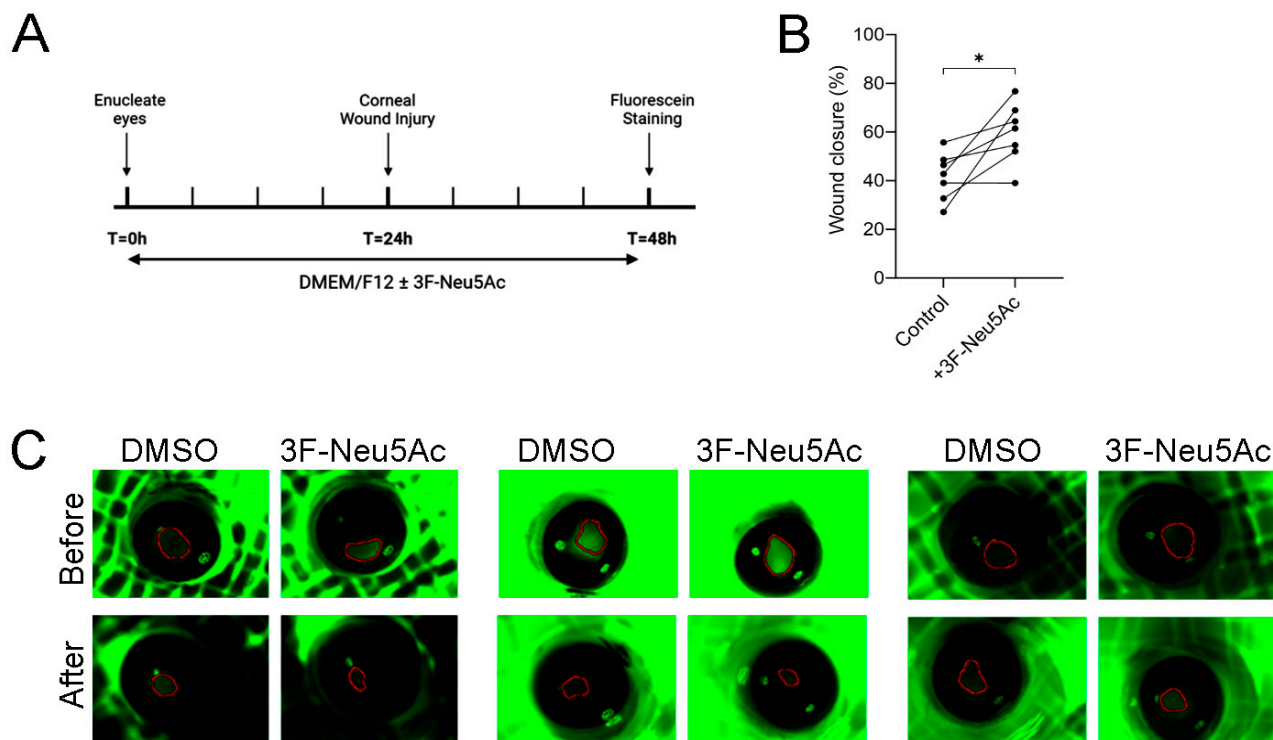 A
Enucleate
eyes
Corneal
Wound Injury
Fluorescein
Staining
T=0h
T=24h
T=48h
DMEM/F12 ± 3F-Neu5Ac
B
Wound closure (%)
100
80
60
40
20
0
*
Control
+3F-Neu5Ac
C
DMSO
3F-Neu5Ac
DMSO
3F-Neu5Ac
DMSO
3F-Neu5Ac
Before
After